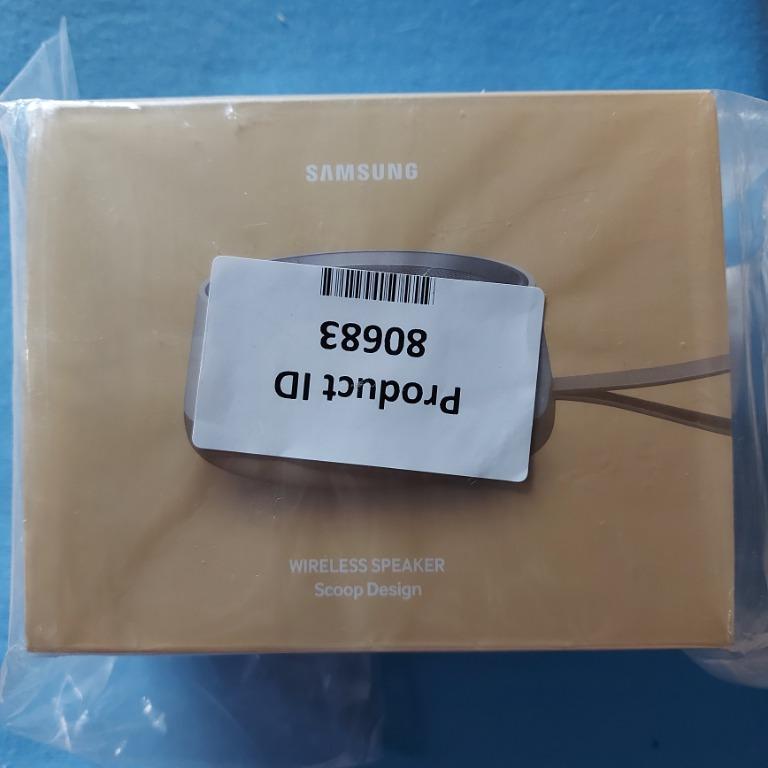 SAMSUNG
Product ID
80683
WIRELESS SPEAKER
Scoop Design